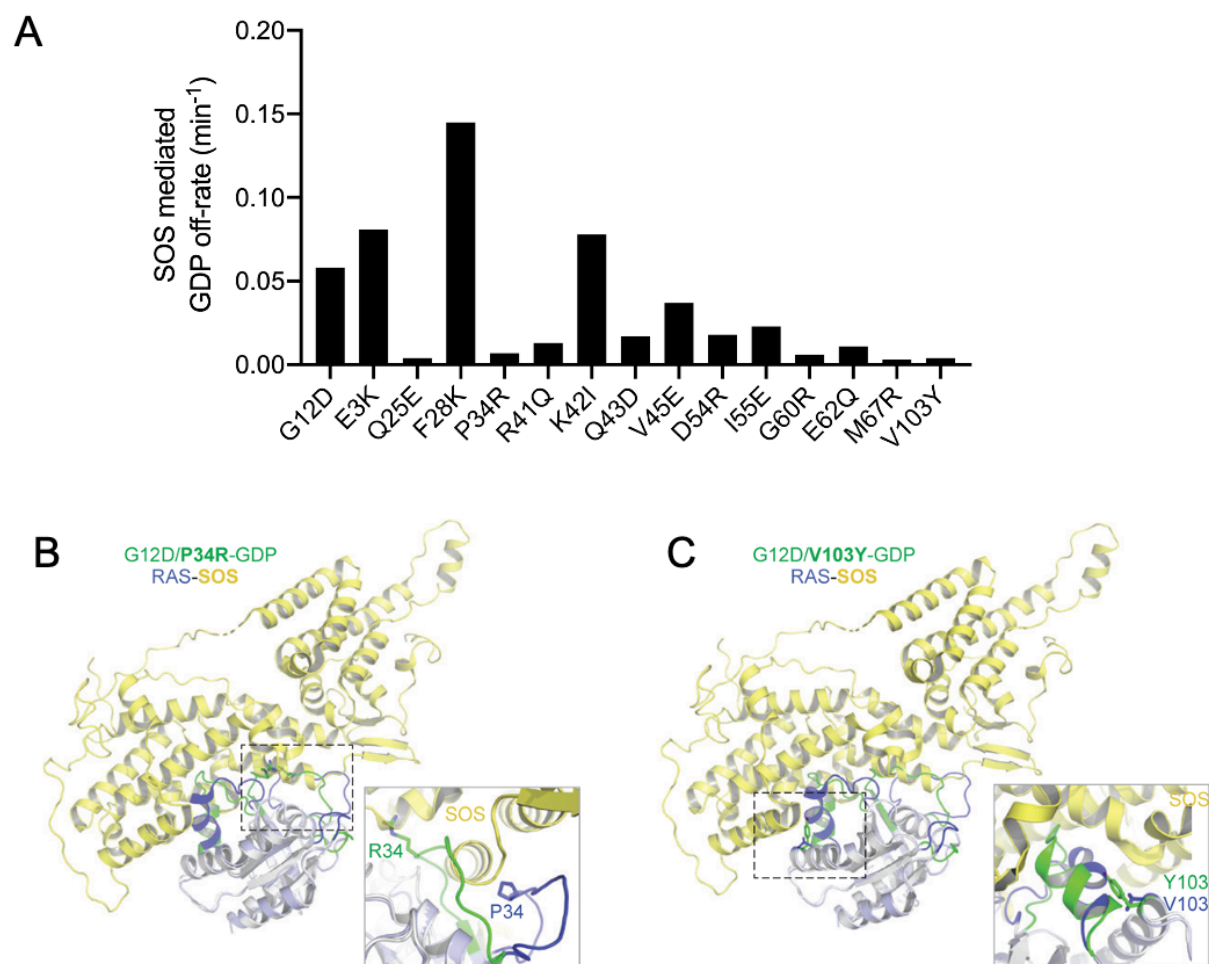 A
SOS mediated
GDP off-rate (min-1)
0.20
0.15
0.10
0.05
0.00
G12D
E3K
Q25E
F28K
P34R
R41Q
K42I
Q43D
V45E
D54R
I55E
G60R
E62Q
M67R
V103Y
B
G12D/P34R-GDP
RAS-SOS
SOS
R34
P34
C
G12D/V103Y-GDP
RAS-SOS
SOS
Y103
V103